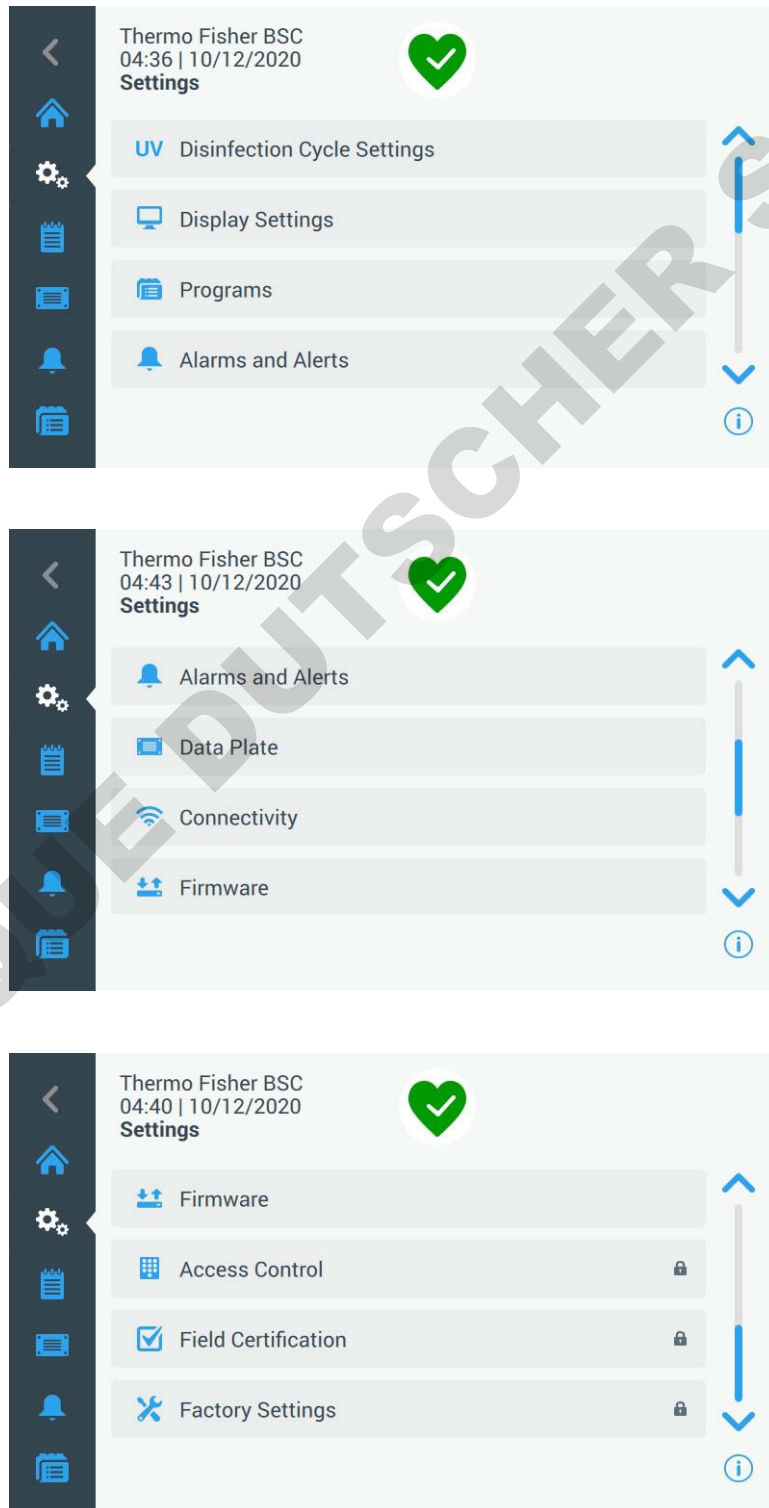 Thermo Fisher BSC
04:36 | 10/12/2020
Settings
UV Disinfection Cycle Settings
Display Settings
Programs
Alarms and Alerts
Thermo Fisher BSC
04:43 | 10/12/2020
Settings
Alarms and Alerts
Data Plate
Connectivity
Firmware
Thermo Fisher BSC
04:40 | 10/12/2020
Settings
Firmware
Access Control
Field Certification
Factory Settings
QUE DUTSCHER S